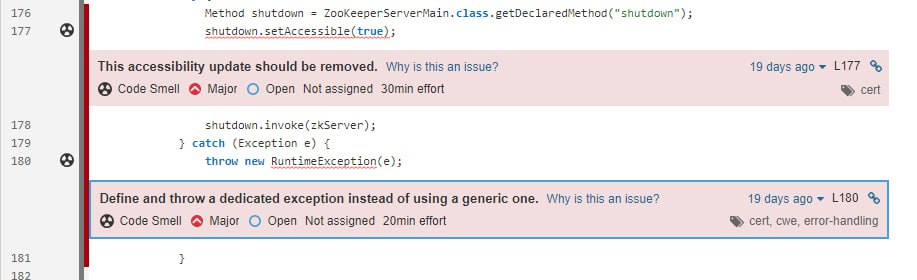 176 Method shutdown = ZooKeeperServerMain.class.getDeclaredMethod("shutdown");
177 shutdown.setAccessible(true);
This accessibility update should be removed. Why is this an issue? 19 days ago L177
Code Smell Major Open Not assigned 30min effort cert
178 shutdown.invoke(zkServer);
179 } catch (Exception e) {
180 throw new RuntimeException(e);
Define and throw a dedicated exception instead of using a generic one. Why is this an issue? 19 days ago L180
Code Smell Major Open Not assigned 20min effort cert, cwe, error-handling
181 }
182